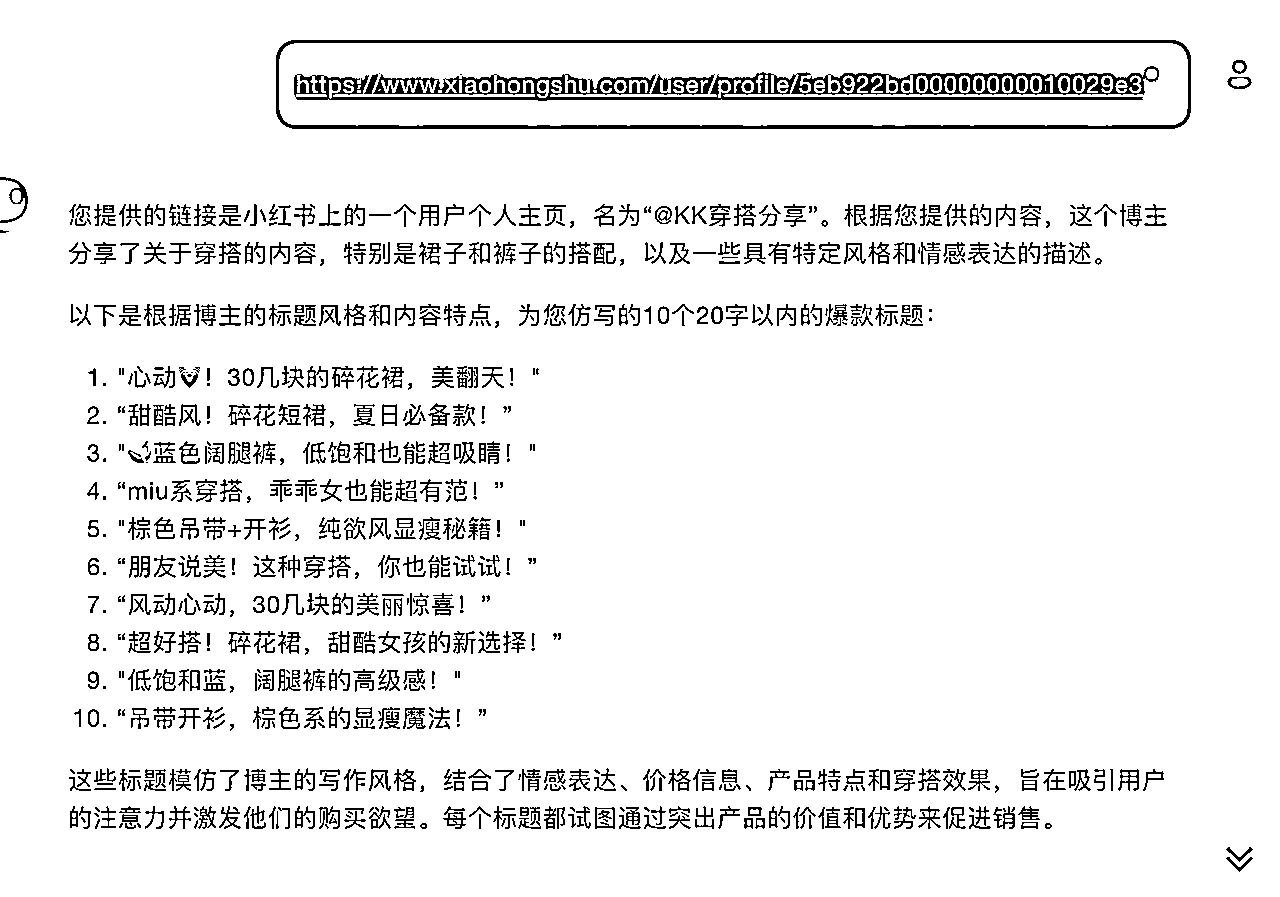 https://www.xiaohongshu.com/user/profile/5eb922bd00000000010029e3
您提供的链接是小红书上的一个用户个人主页，名为“@KK穿搭分享”。根据您提供的内容，这个博主
分享了关于穿搭的内容，特别是裙子和裤子的搭配，以及一些具有特定风格和情感表达的描述。
以下是根据博主的标题风格和内容特点，为您仿写的10个20字以内的爆款标题：
1. "心动！30几块的碎花裙，美翻天！"
2. “甜酷风！碎花短裙，夏日必备款！”
3. "蓝色阔腿裤，低饱和也能超吸睛！"
4. “miu系穿搭，乖乖女也能超有范！”
5. "棕色吊带+开衫，纯欲风显瘦秘籍！"
6. “朋友说美！这种穿搭，你也能试试！”
7. “风动心动，30几块的美丽惊喜！”
8. “超好搭！碎花裙，甜酷女孩的新选择！”
9. "低饱和蓝，阔腿裤的高级感！"
10. “吊带开衫，棕色系的显瘦魔法！”
这些标题模仿了博主的写作风格，结合了情感表达、价格信息、产品特点和穿搭效果，旨在吸引用户
的注意力并激发他们的购买欲望。每个标题都试图通过突出产品的价值和优势来促进销售。